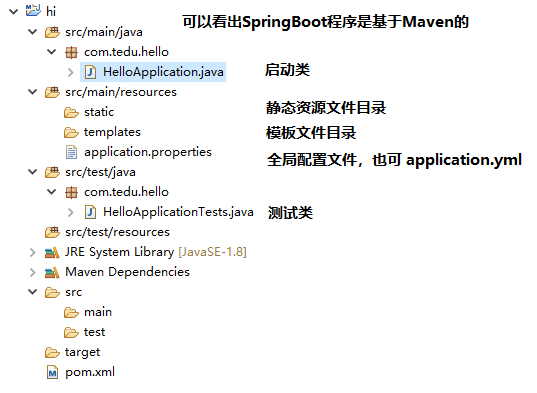 hi
可以看出SpringBoot程序是基于Maven的
src/main/java
com.tedu.hello
HelloApplication.java 启动类
src/main/resources
static 静态资源文件目录
templates 模板文件目录
application.properties 全局配置文件，也可 application.yml
src/test/java
com.tedu.hello
HelloApplicationTests.java 测试类
src/test/resources
JRE System Library [JavaSE-1.8]
Maven Dependencies
src
main
test
target
pom.xml